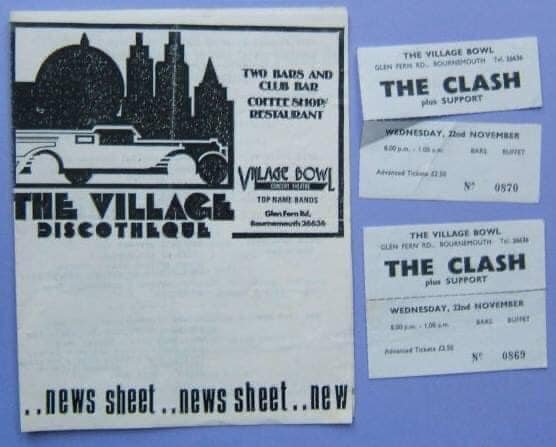 TWO BARS AND
CLUB BAR
COFFEE SHOP/
RESTAURANT
VILLAGE BOWL
CONCERT THEATRE
TOP NAME BANDS
Glen Fern Rd,
Bournemouth 26636
THE VILLAGE
DISCOTHEQUE
..news sheet ..news sheet ..new
THE VILLAGE BOWL
GLEN FERN RD., BOURNEMOUTH Tel. 26636
THE CLASH
plus SUPPORT
WEDNESDAY, 22nd NOVEMBER
8.00 p.m. - 1.00 a.m. BARS BUFFET
Advanced Tickets £2.50
Nº 0870
THE VILLAGE BOWL
GLEN FERN RD., BOURNEMOUTH Tel. 26636
THE CLASH
plus SUPPORT
WEDNESDAY, 22nd NOVEMBER
8.00 p.m. - 1.00 a.m. BARS BUFFET
Advanced Tickets £2.50
Nº 0869